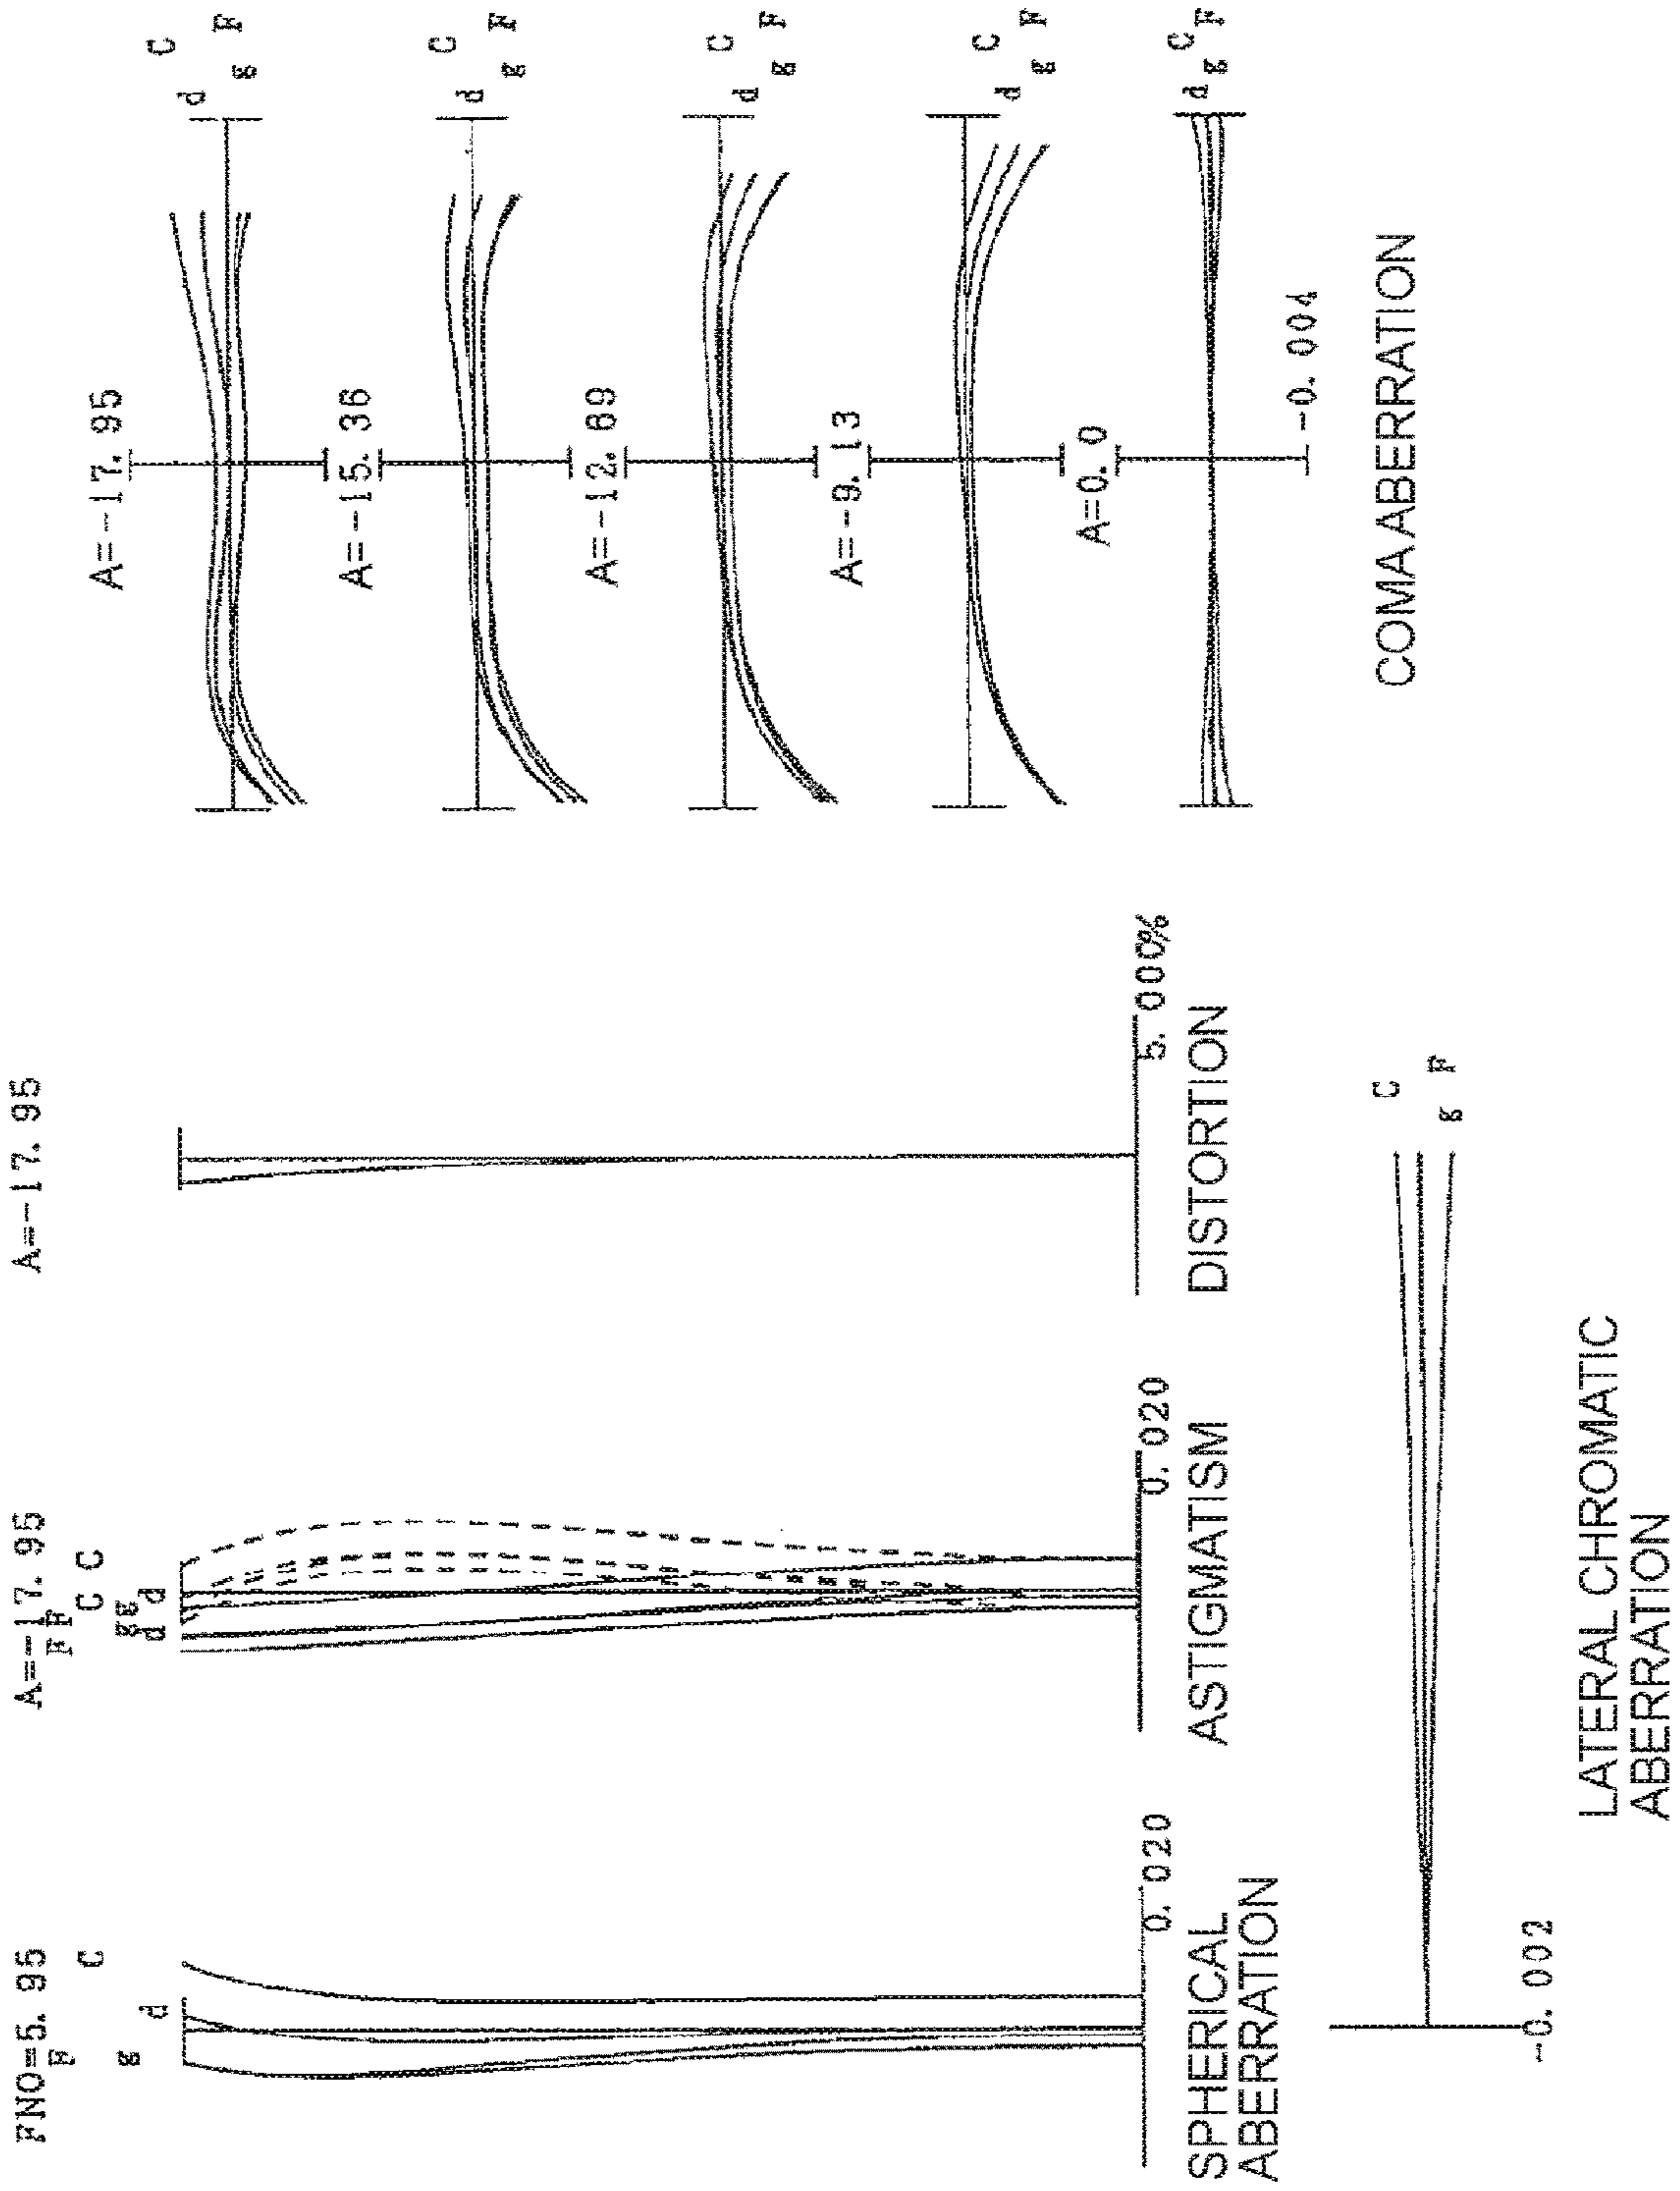 FNO=5. 95
F
C
g
d
0. 020
SPHERICAL
ABERRATION
A=-17. 95
F F
C C
g g
d d
0. 020
ASTIGMATISM
A=-17. 95
5. 00%
DISTORTION
A=-17. 95
C
F
d
g
A=-15. 36
C
F
d
g
A=-12. 69
C
F
d
g
A=-9. 13
C
F
d
g
A=0. 0
C
F
d
g
-0. 004
COMA ABERRATION
C
F
g
-0. 002
LATERAL CHROMATIC
ABERRATION